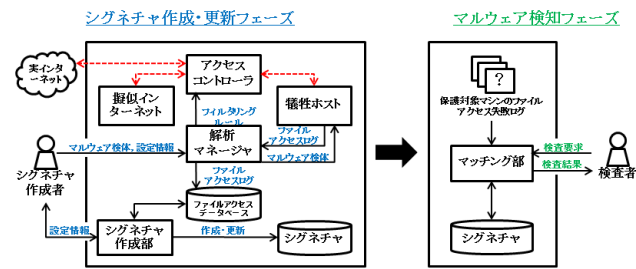 シグネチャ作成・更新フェーズ
マルウェア検知フェーズ
実インタ
ーネット
アクセス
コントローラ
擬似イン
ターネット
犠牲ホスト
フィルタリング
ルール
解析
マネージャ
ファイル
アクセスログ
マルウェア検体
マルウェア検体, 設定情報
シグネチャ
作成者
ファイル
アクセスログ
ファイルアクセス
データベース
設定情報
シグネチャ
作成部
作成・更新
シグネチャ
?
保護対象マシンのファイル
アクセス失敗ログ
マッチング部
検査要求
検査結果
検査者
シグネチャ